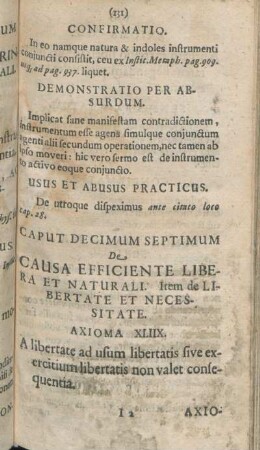 (131)
CONFIRMATIO.
In eo namque natura & indoles instrumenti
conjuncti consistit, ceu ex Instit. Metaph. pag. 909.
ad pag. 937. liquet.
DEMONSTRATIO PER AB-
SURDUM.
Implicat sane manifestam contradictionem,
instrumentum esse agens simulque conjunctum
agenti alii secundum operationem, nec tamen ab
ipso moveri: hic vero sermo est de instrumen-
to activo eoque conjuncto.
USUS ET ABUSUS PRACTICUS.
De utroque dispeximus ante citato loco
cap. 28.
CAPUT DECIMUM SEPTIMUM
De
CAUSA EFFICIENTE LIBE-
RA ET NATURALI. Item de LI-
BERTATE ET NECES-
SITATE.
AXIOMA XLIIX.
A libertate ad usum libertatis sive ex-
ercitium libertatis non valet conse-
quentia.
I 2 AXIO-